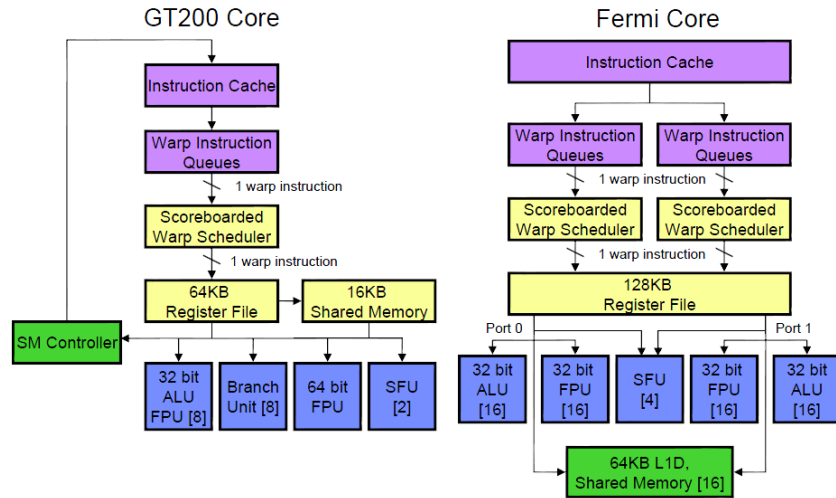 GT200 Core
Instruction Cache
Warp Instruction
Queues
1 warp instruction
Scoreboarded
Warp Scheduler
1 warp instruction
64KB
Register File
16KB
Shared Memory
SM Controller
32 bit
ALU
FPU [8]
Branch
Unit [8]
64 bit
FPU
SFU
[2]
Fermi Core
Instruction Cache
Warp Instruction
Queues
Warp Instruction
Queues
1 warp instruction
Scoreboarded
Warp Scheduler
Scoreboarded
Warp Scheduler
1 warp instruction
128KB
Register File
Port 0
Port 1
32 bit
ALU
[16]
32 bit
FPU
[16]
SFU
[4]
32 bit
FPU
[16]
32 bit
ALU
[16]
64KB L1D,
Shared Memory [16]